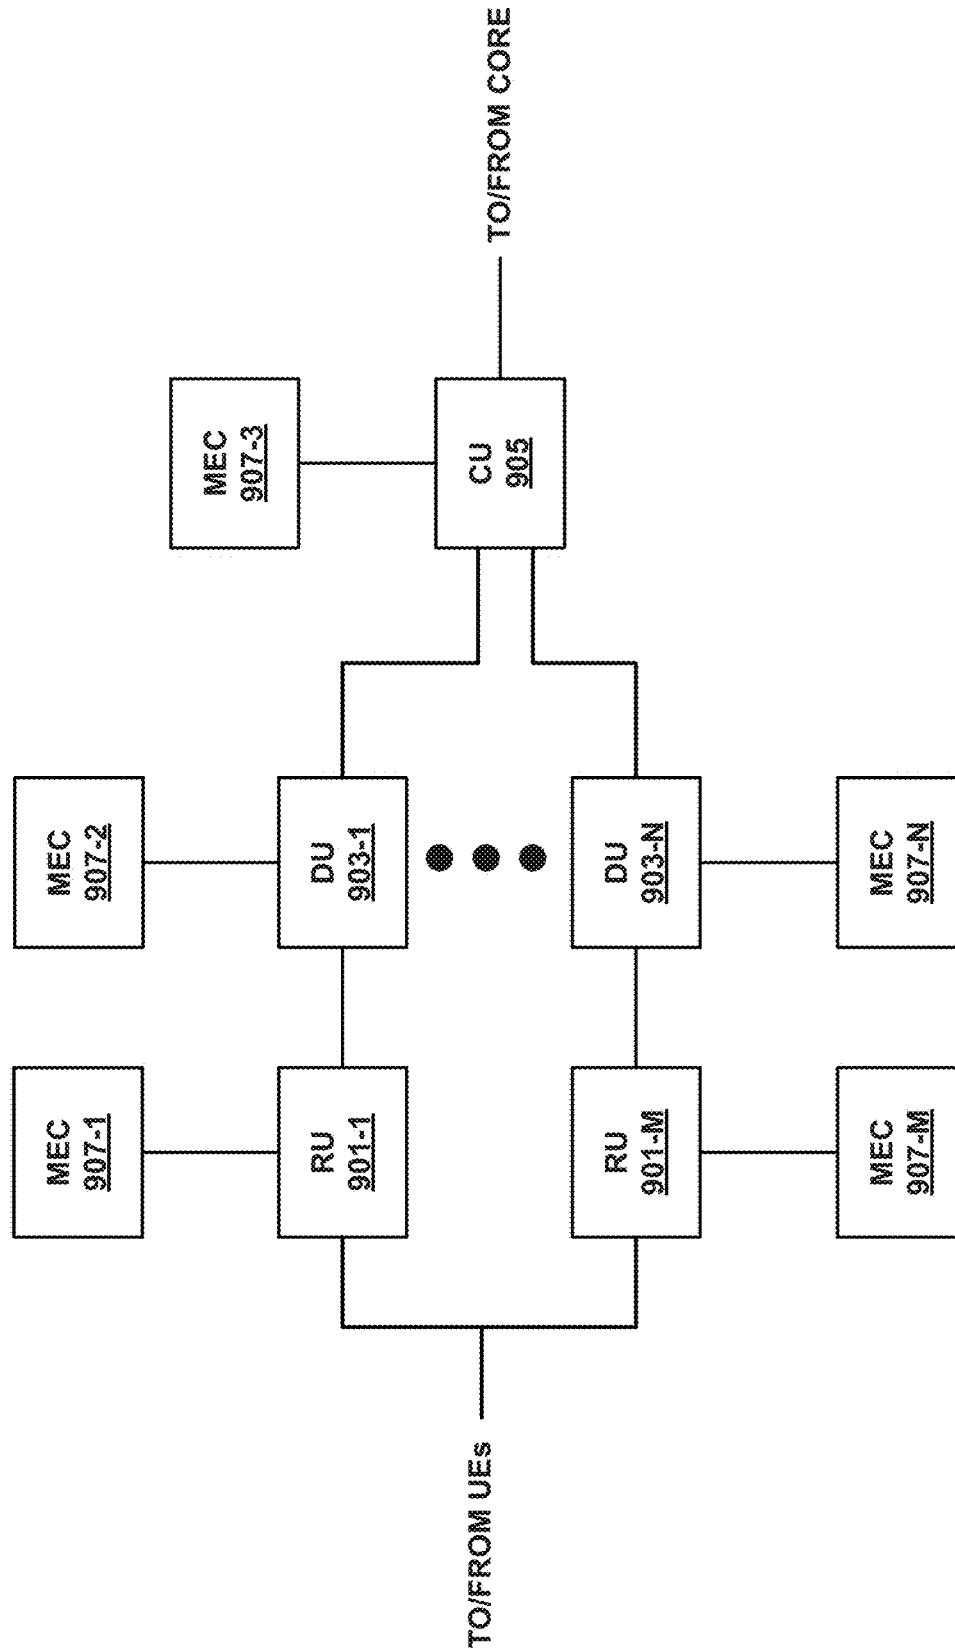 MEC
907-1
MEC
907-2
MEC
907-3
TO/FROM UEs
RU
901-1
DU
903-1
CU
905
TO/FROM CORE
RU
901-M
DU
903-N
MEC
907-M
MEC
907-N